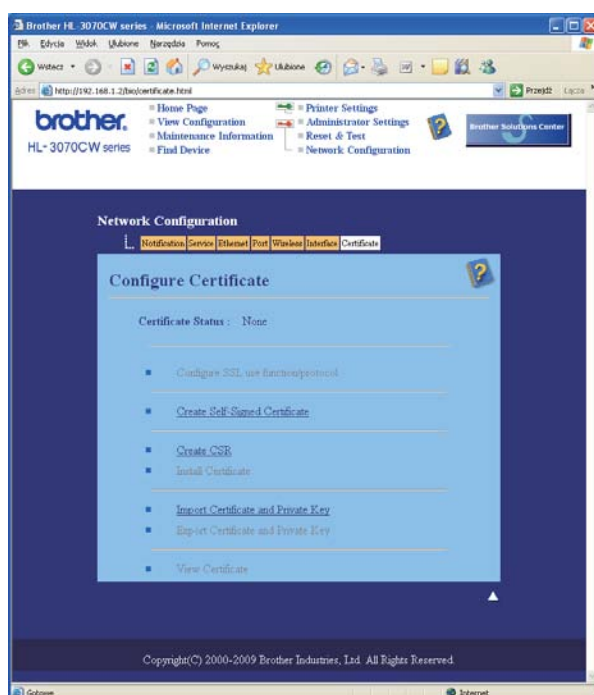 Brother HL-3070CW series - Microsoft Internet Explorer
Plik Edycja Widok Ulubione Narzędzia Pomoc
Wstecz Wyszukaj Ulubione
Adres http://192.168.1.2/bio/certificate.html Przejdź Łącza
brother.
HL-3070CW series
Home Page
View Configuration
Maintenance Information
Find Device
Printer Settings
Administrator Settings
Reset & Test
Network Configuration
Brother Solutions Center
Network Configuration
Notification Service Ethernet Port Wireless Interface Certificate
Configure Certificate
Certificate Status : None
Configure SSL use function/protocol
Create Self-Signed Certificate
Create CSR
Install Certificate
Import Certificate and Private Key
Export Certificate and Private Key
View Certificate
Copyright(C) 2000-2009 Brother Industries, Ltd. All Rights Reserved.
Gotowe Internet